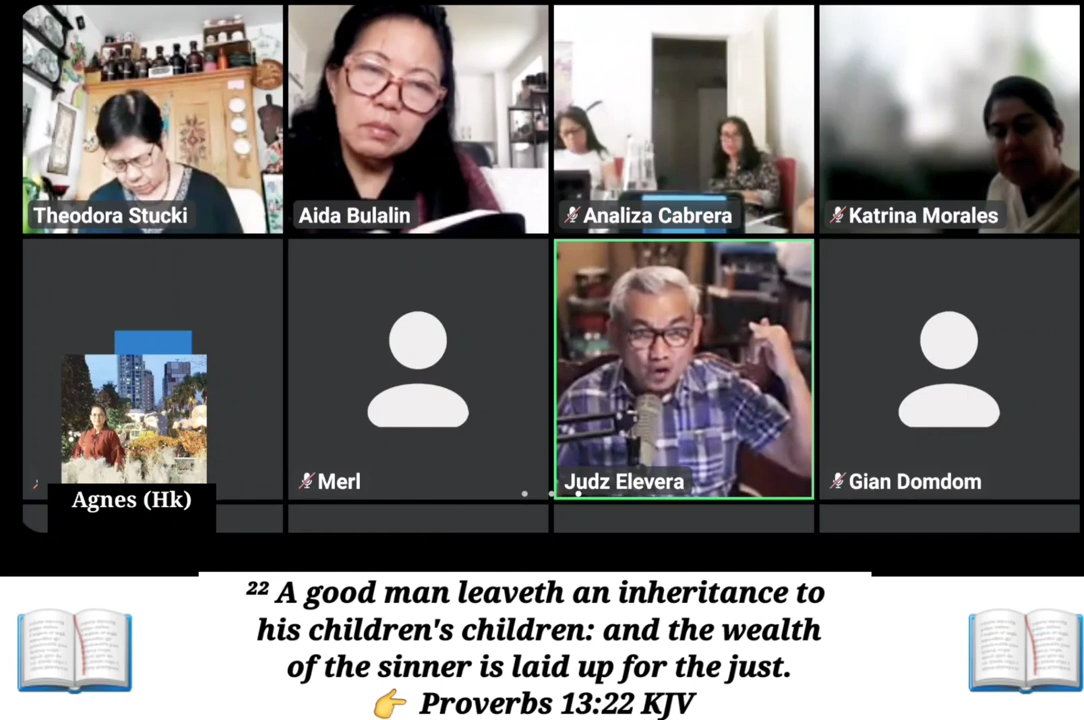 Theodora Stucki
Aida Bulalin
Analiza Cabrera
Katrina Morales
Agnes (Hk)
Merl
Judz Elevera
Gian Domdom
²² A good man leaveth an inheritance to
his children's children: and the wealth
of the sinner is laid up for the just.
👉 Proverbs 13:22 KJV